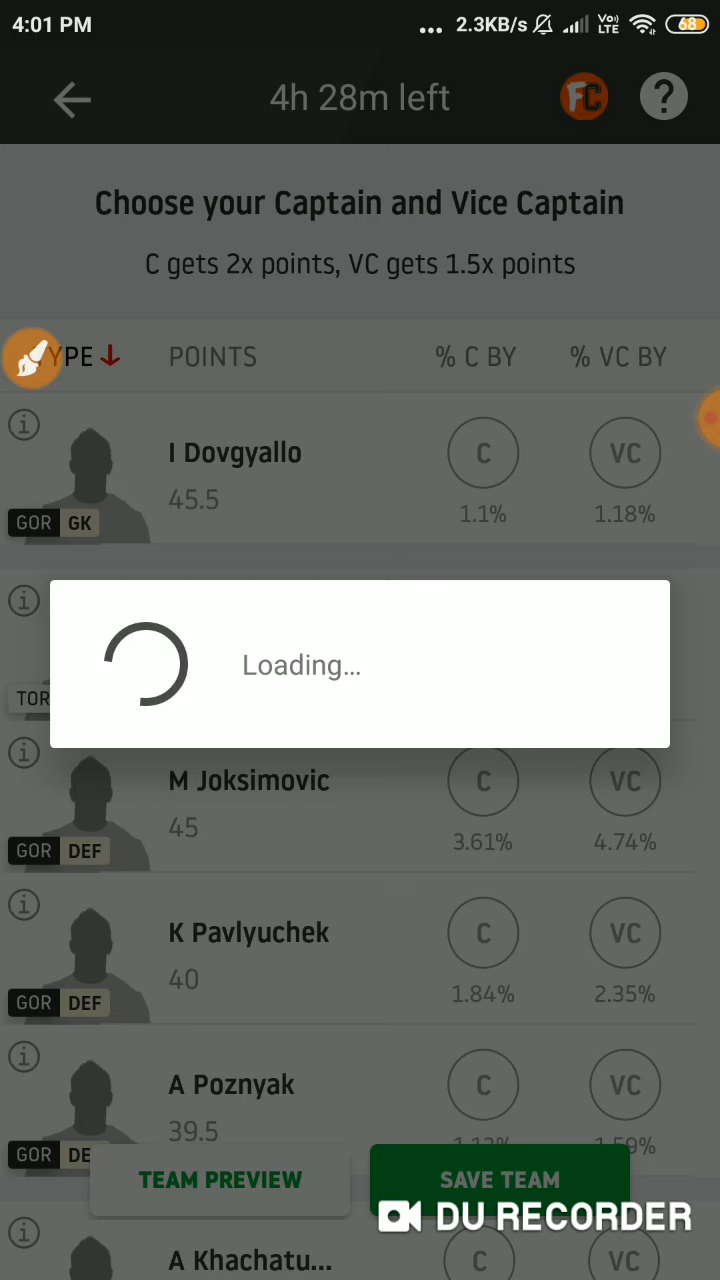 4:01 PM ... 2.3KB/s Vo) LTE 68
4h 28m left FC ?
Choose your Captain and Vice Captain
C gets 2x points, VC gets 1.5x points
YPE POINTS % C BY % VC BY
i I Dovgyallo C VC
45.5
GOR GK 1.1% 1.18%
i
Loading...
TOR
i M Joksimovic C VC
45
GOR DEF 3.61% 4.74%
i K Pavlyuchek C VC
40
GOR DEF 1.84% 2.35%
i A Poznyak C VC
39.5
GOR DE
TEAM PREVIEW SAVE TEAM
DU RECORDER
i A Khachatu... C VC